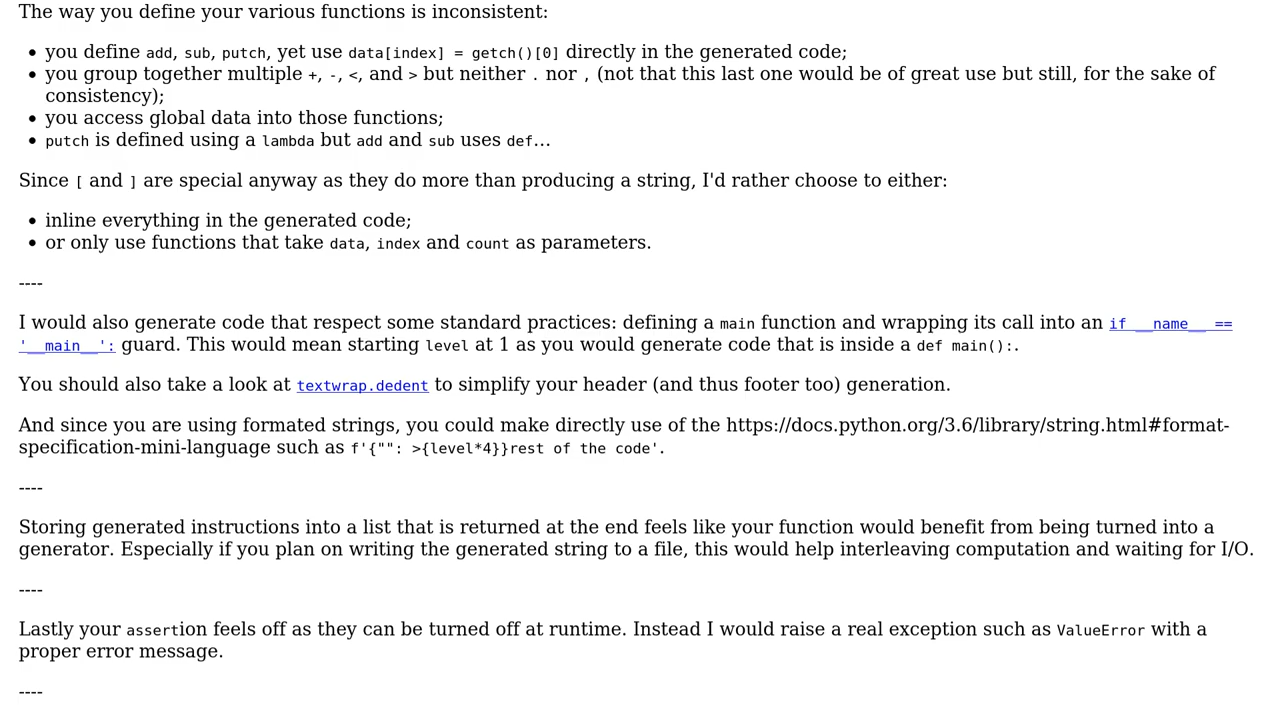 The way you define your various functions is inconsistent:
• you define add, sub, putch, yet use data[index] = getch()[0] directly in the generated code;
• you group together multiple +, -, <, and > but neither . nor , (not that this last one would be of great use but still, for the sake of
consistency);
• you access global data into those functions;
• putch is defined using a lambda but add and sub uses def...
Since [ and ] are special anyway as they do more than producing a string, I'd rather choose to either:
• inline everything in the generated code;
• or only use functions that take data, index and count as parameters.
----
I would also generate code that respect some standard practices: defining a main function and wrapping its call into an if __name__ ==
'__main__': guard. This would mean starting level at 1 as you would generate code that is inside a def main():.
You should also take a look at textwrap.dedent to simplify your header (and thus footer too) generation.
And since you are using formated strings, you could make directly use of the https://docs.python.org/3.6/library/string.html#format-
specification-mini-language such as f'{"": >{level*4}}rest of the code'.
----
Storing generated instructions into a list that is returned at the end feels like your function would benefit from being turned into a
generator. Especially if you plan on writing the generated string to a file, this would help interleaving computation and waiting for I/O.
----
Lastly your assertion feels off as they can be turned off at runtime. Instead I would raise a real exception such as ValueError with a
proper error message.
----